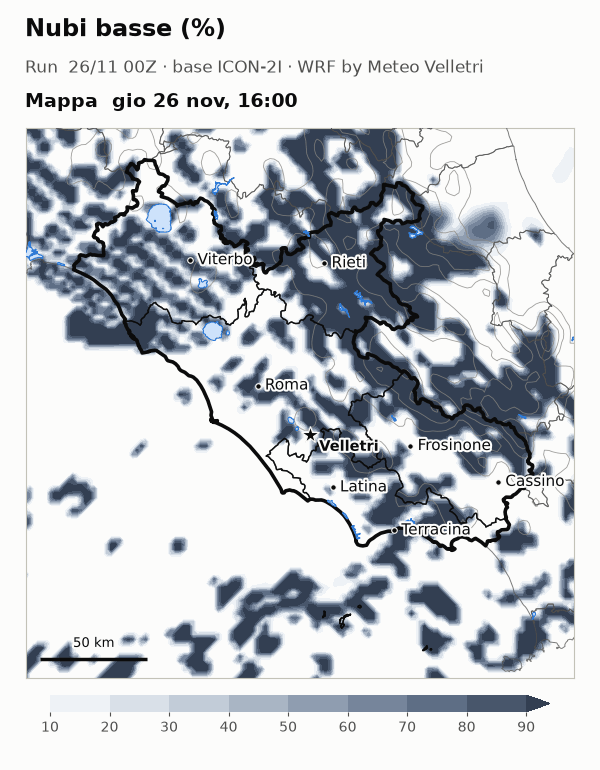 Nubi basse (%)
Run  26/11 00Z · base ICON-2I · WRF by Meteo Velletri
Mappa  gio 26 nov, 16:00
Viterbo
Rieti
Roma
Velletri
Frosinone
Cassino
Latina
Terracina
50 km
10 20 30 40 50 60 70 80 90